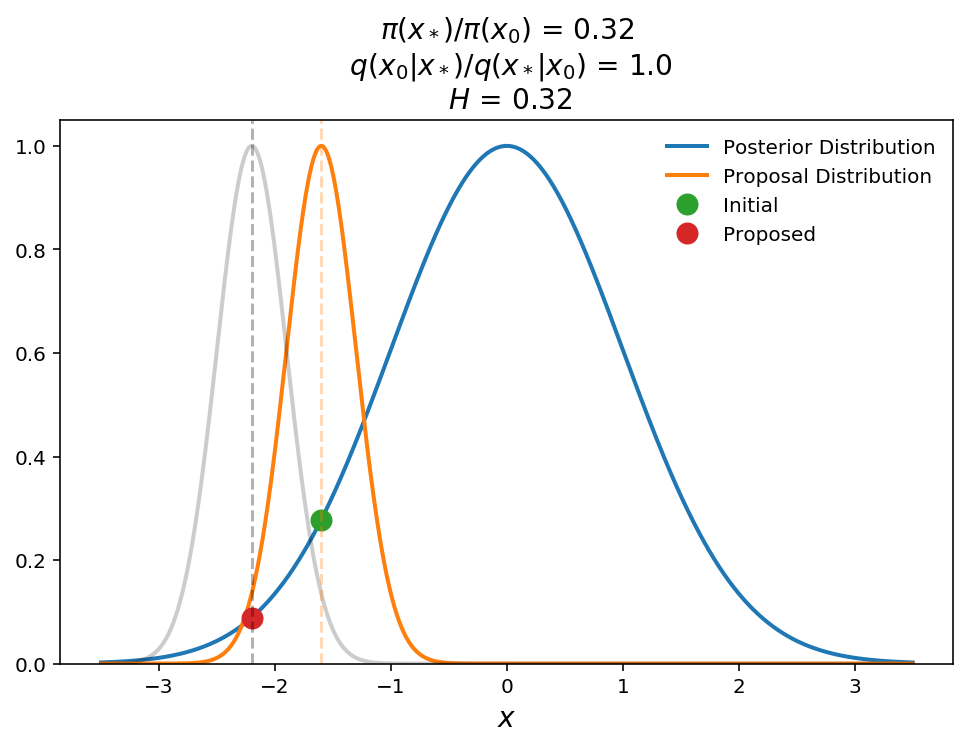 π(x∗)/π(x₀) = 0.32
q(x₀|x∗)/q(x∗|x₀) = 1.0
H = 0.32
Posterior Distribution
Proposal Distribution
Initial
Proposed
1.0
0.8
0.6
0.4
0.2
0.0
−3
−2
−1
0
1
2
3
x